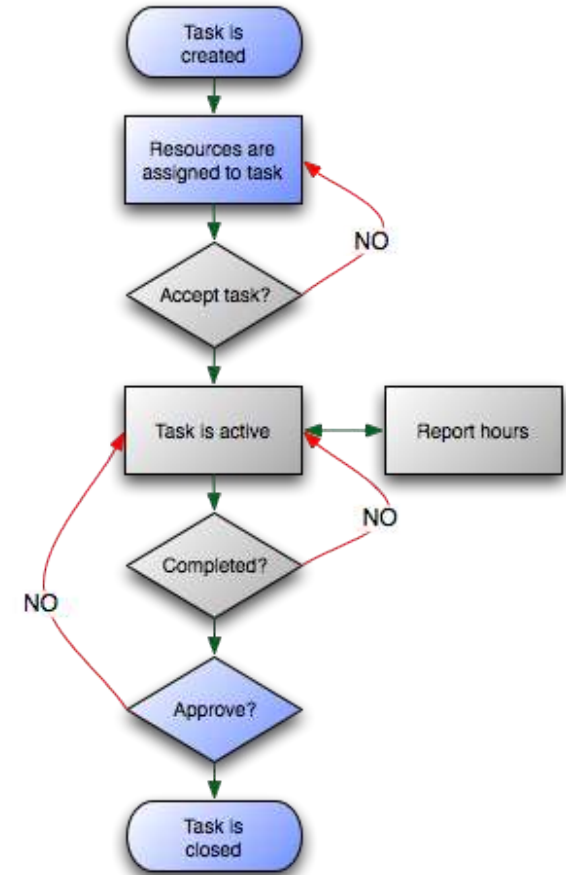 Task is
created
Resources are
assigned to task
NO
Accept task?
Task is active
Report hours
NO
Completed?
NO
Approve?
Task is
closed